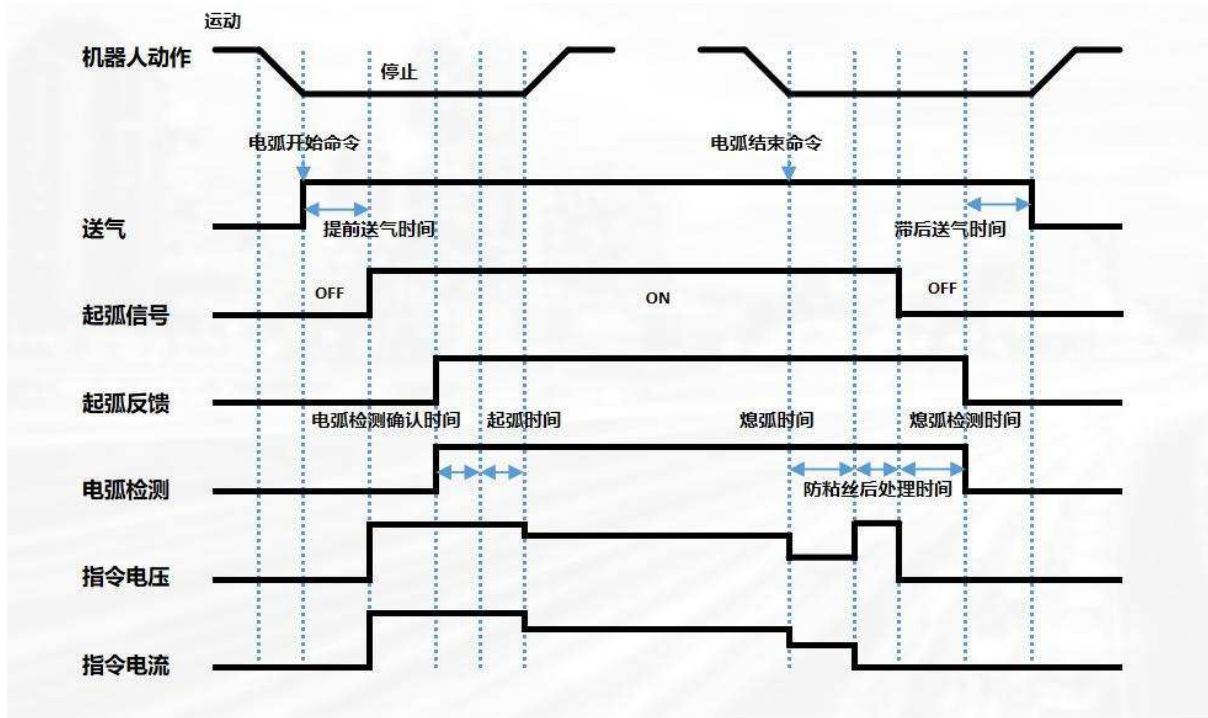 运动
机器人动作
停止
电弧开始命令
电弧结束命令
送气
提前送气时间
滞后送气时间
起弧信号
OFF
ON
OFF
起弧反馈
电弧检测确认时间
起弧时间
熄弧时间
熄弧检测时间
电弧检测
防粘丝后处理时间
指令电压
指令电流